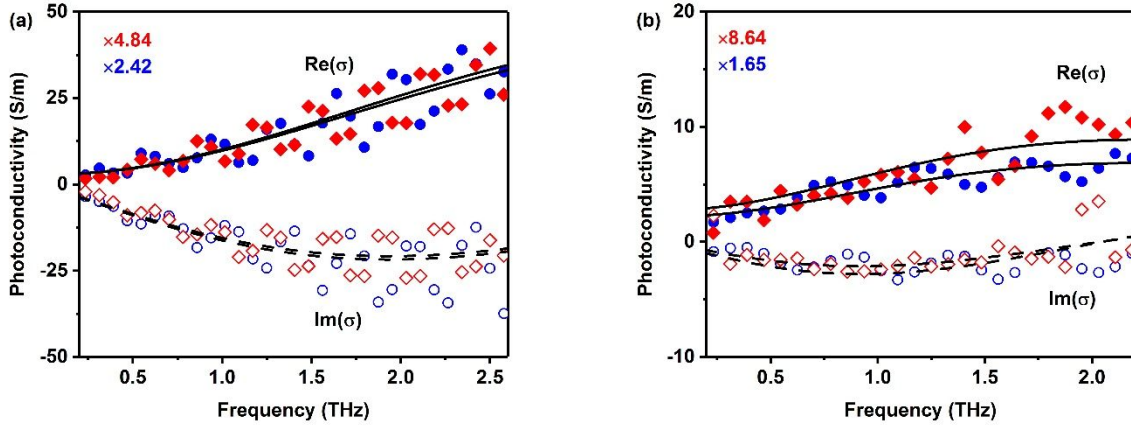 (a)
50
25
0
-25
-50
Photoconductivity (S/m)
×4.84
×2.42
Re(σ)
Im(σ)
0.5 1.0 1.5 2.0 2.5
Frequency (THz)
(b)
20
10
0
-10
Photoconductivity (S/m)
×8.64
×1.65
Re(σ)
Im(σ)
0.5 1.0 1.5 2.0
Frequency (THz)